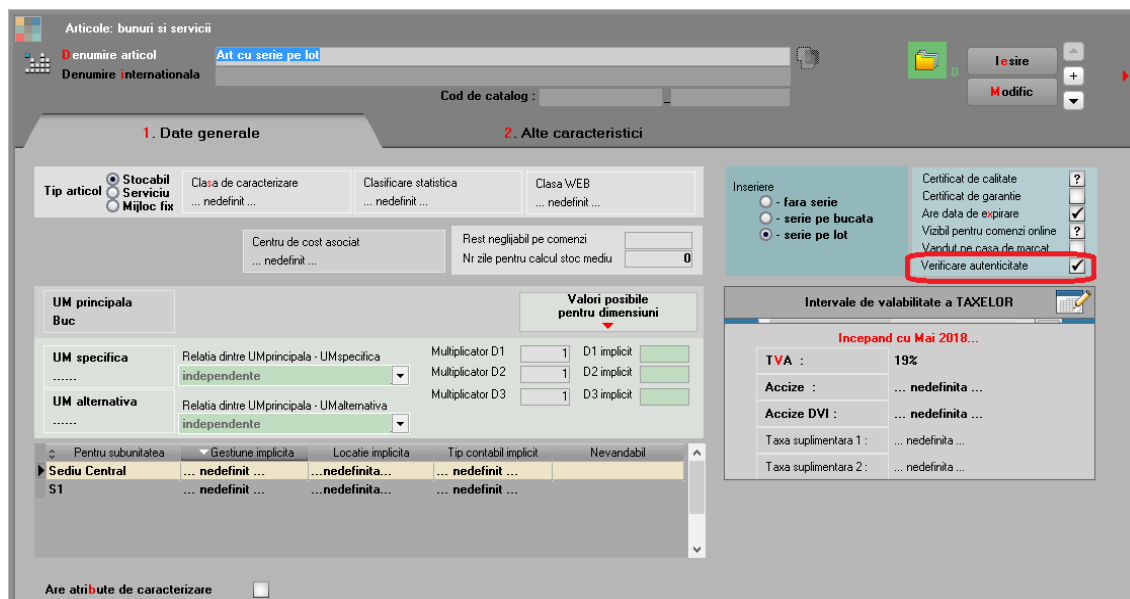 Articole: bunuri si servicii
Denumire articol Art cu serie pe lot
Denumire internationala
Cod de catalog : _
0
Iesire
Modific
1. Date generale 2. Alte caracteristici
Tip articol Stocabil
Serviciu
Mijloc fix
Clasa de caracterizare
... nedefinit ...
Clasificare statistica
... nedefinit ...
Clasa WEB
... nedefinit ...
Centru de cost asociat
... nedefinit ...
Rest neglijabil pe comenzi
Nr zile pentru calcul stoc mediu 0
Inseriere
- fara serie
- serie pe bucata
- serie pe lot
Certificat de calitate ?
Certificat de garantie
Are data de expirare
Vizibil pentru comenzi online ?
Vandut pe casa de marcat
Verificare autenticitate
UM principala
Buc
Valori posibile
pentru dimensiuni
UM specifica
......
Relatia dintre UMprincipala - UMspecifica
independente
UM alternativa
......
Relatia dintre UMprincipala - UMalternativa
independente
Multiplicator D1 1 D1 implicit
Multiplicator D2 1 D2 implicit
Multiplicator D3 1 D3 implicit
Intervale de valabilitate a TAXELOR
Incepand cu Mai 2018...
TVA : 19%
Accize : ... nedefinita ...
Accize DVI : ... nedefinita ...
Taxa suplimentara 1 : ... nedefinita ...
Taxa suplimentara 2 : ... nedefinita ...
Pentru subunitatea Gestiune implicita Locatie implicita Tip contabil implicit Nevandabil
Sediu Central ... nedefinit ... ...nedefinita... ... nedefinit ...
S1 ... nedefinit ... ...nedefinita... ... nedefinit ...
Are atribute de caracterizare